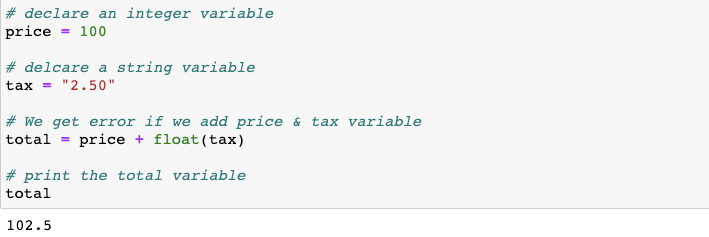 # declare an integer variable
price = 100
# delcare a string variable
tax = "2.50"
# We get error if we add price & tax variable
total = price + float(tax)
# print the total variable
total
102.5